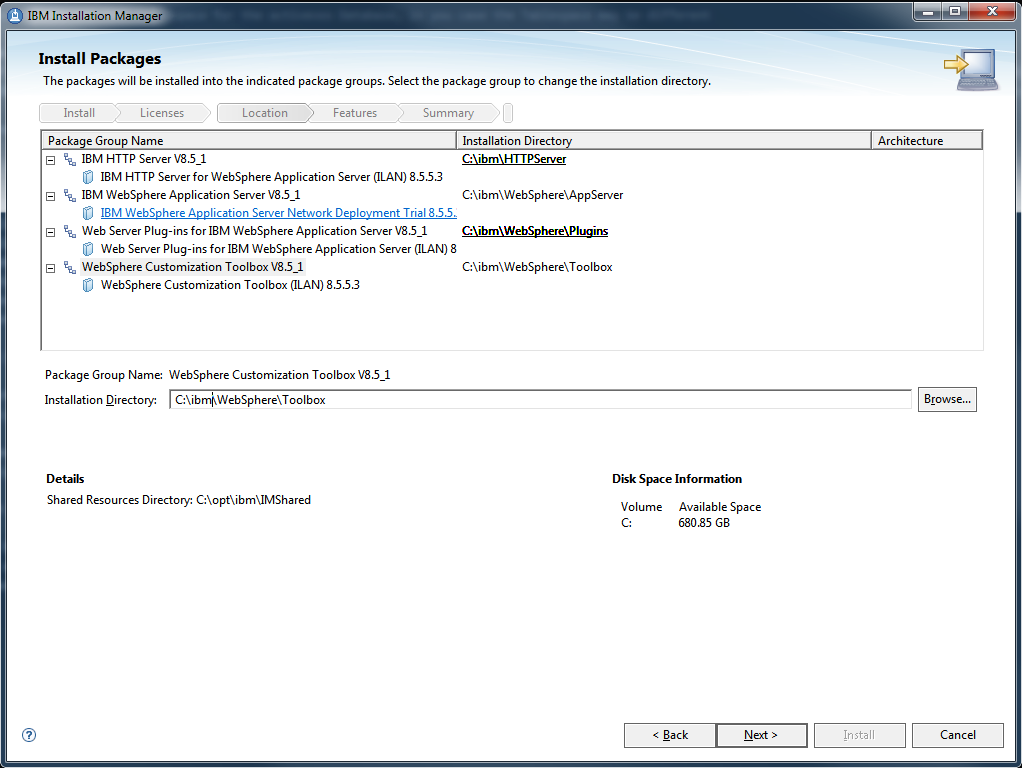 IBM Installation Manager
Install Packages
The packages will be installed into the indicated package groups. Select the package group to change the installation directory.
Install Licenses Location Features Summary
Package Group Name Installation Directory Architecture
IBM HTTP Server V8.5_1 C:\ibm\HTTPServer
IBM HTTP Server for WebSphere Application Server (ILAN) 8.5.5.3
IBM WebSphere Application Server V8.5_1 C:\ibm\WebSphere\AppServer
IBM WebSphere Application Server Network Deployment Trial 8.5.5.
Web Server Plug-ins for IBM WebSphere Application Server V8.5_1 C:\ibm\WebSphere\Plugins
Web Server Plug-ins for IBM WebSphere Application Server (ILAN) 8
WebSphere Customization Toolbox V8.5_1 C:\ibm\WebSphere\Toolbox
WebSphere Customization Toolbox (ILAN) 8.5.5.3
Package Group Name: WebSphere Customization Toolbox V8.5_1
Installation Directory: C:\ibm\WebSphere\Toolbox Browse...
Details Disk Space Information
Shared Resources Directory: C:\opt\ibm\IMShared
Volume Available Space
C: 680.85 GB
? < Back Next > Install Cancel